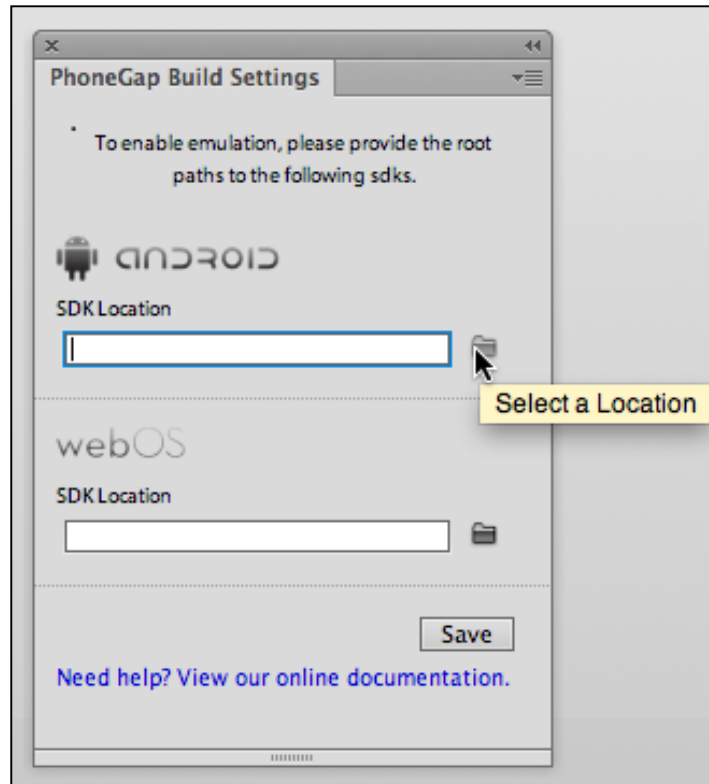 PhoneGap Build Settings
To enable emulation, please provide the root
paths to the following sdks.
android
SDK Location
Select a Location
webOS
SDK Location
Save
Need help? View our online documentation.